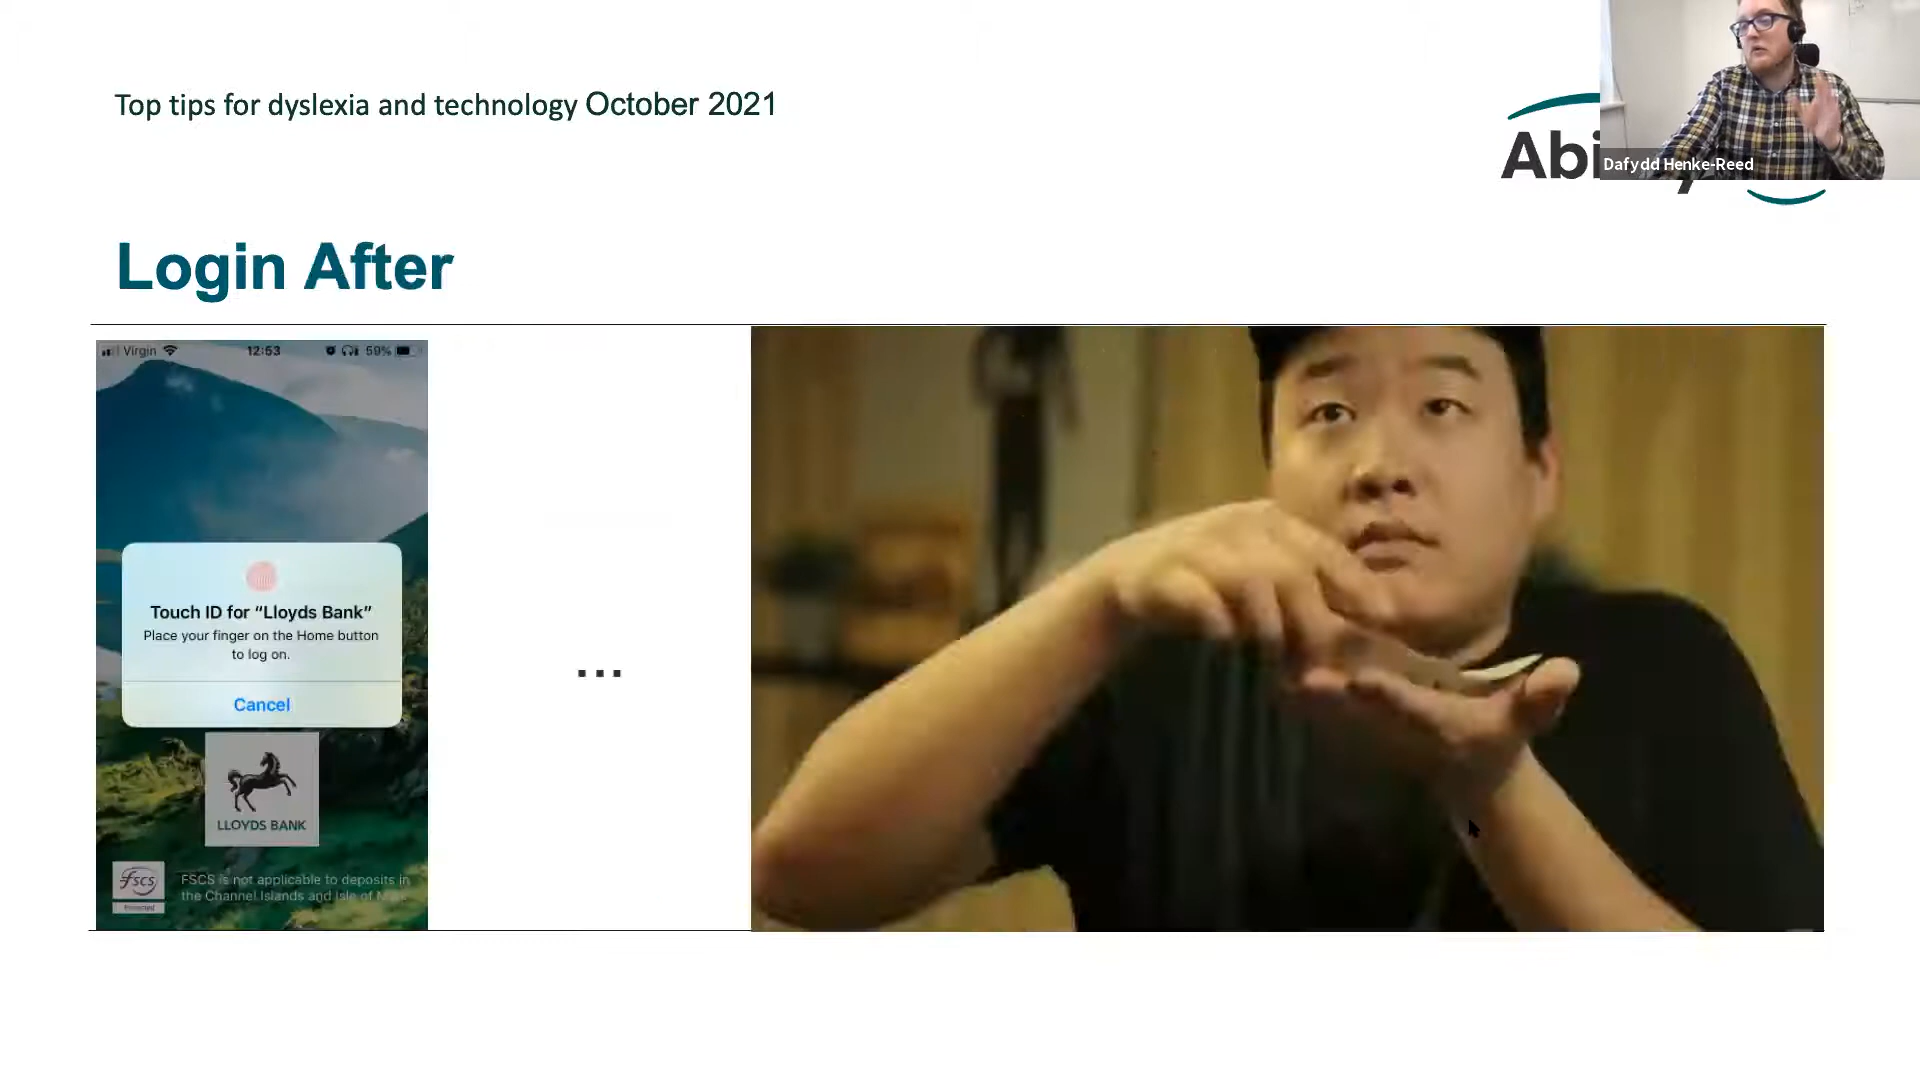 Top tips for dyslexia and technology October 2021
Dafydd Henke-Reed
Login After
Virgin 12:53 59%
Touch ID for “Lloyds Bank”
Place your finger on the Home button
to log on.
...
Cancel
LLOYDS BANK
FSCS
Protected
FSCS is not applicable to deposits in
the Channel Islands and Isle of